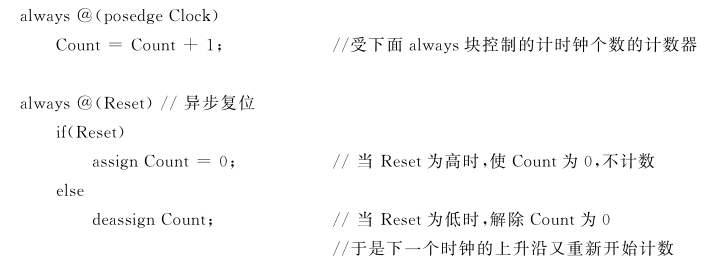 always @(posedge Clock)
Count = Count + 1; //受下面 always 块控制的计时钟个数的计数器
always @(Reset) // 异步复位
if(Reset)
assign Count = 0; // 当 Reset 为高时,使 Count 为 0,不计数
else
deassign Count; // 当 Reset 为低时,解除 Count 为 0
//于是下一个时钟的上升沿又重新开始计数